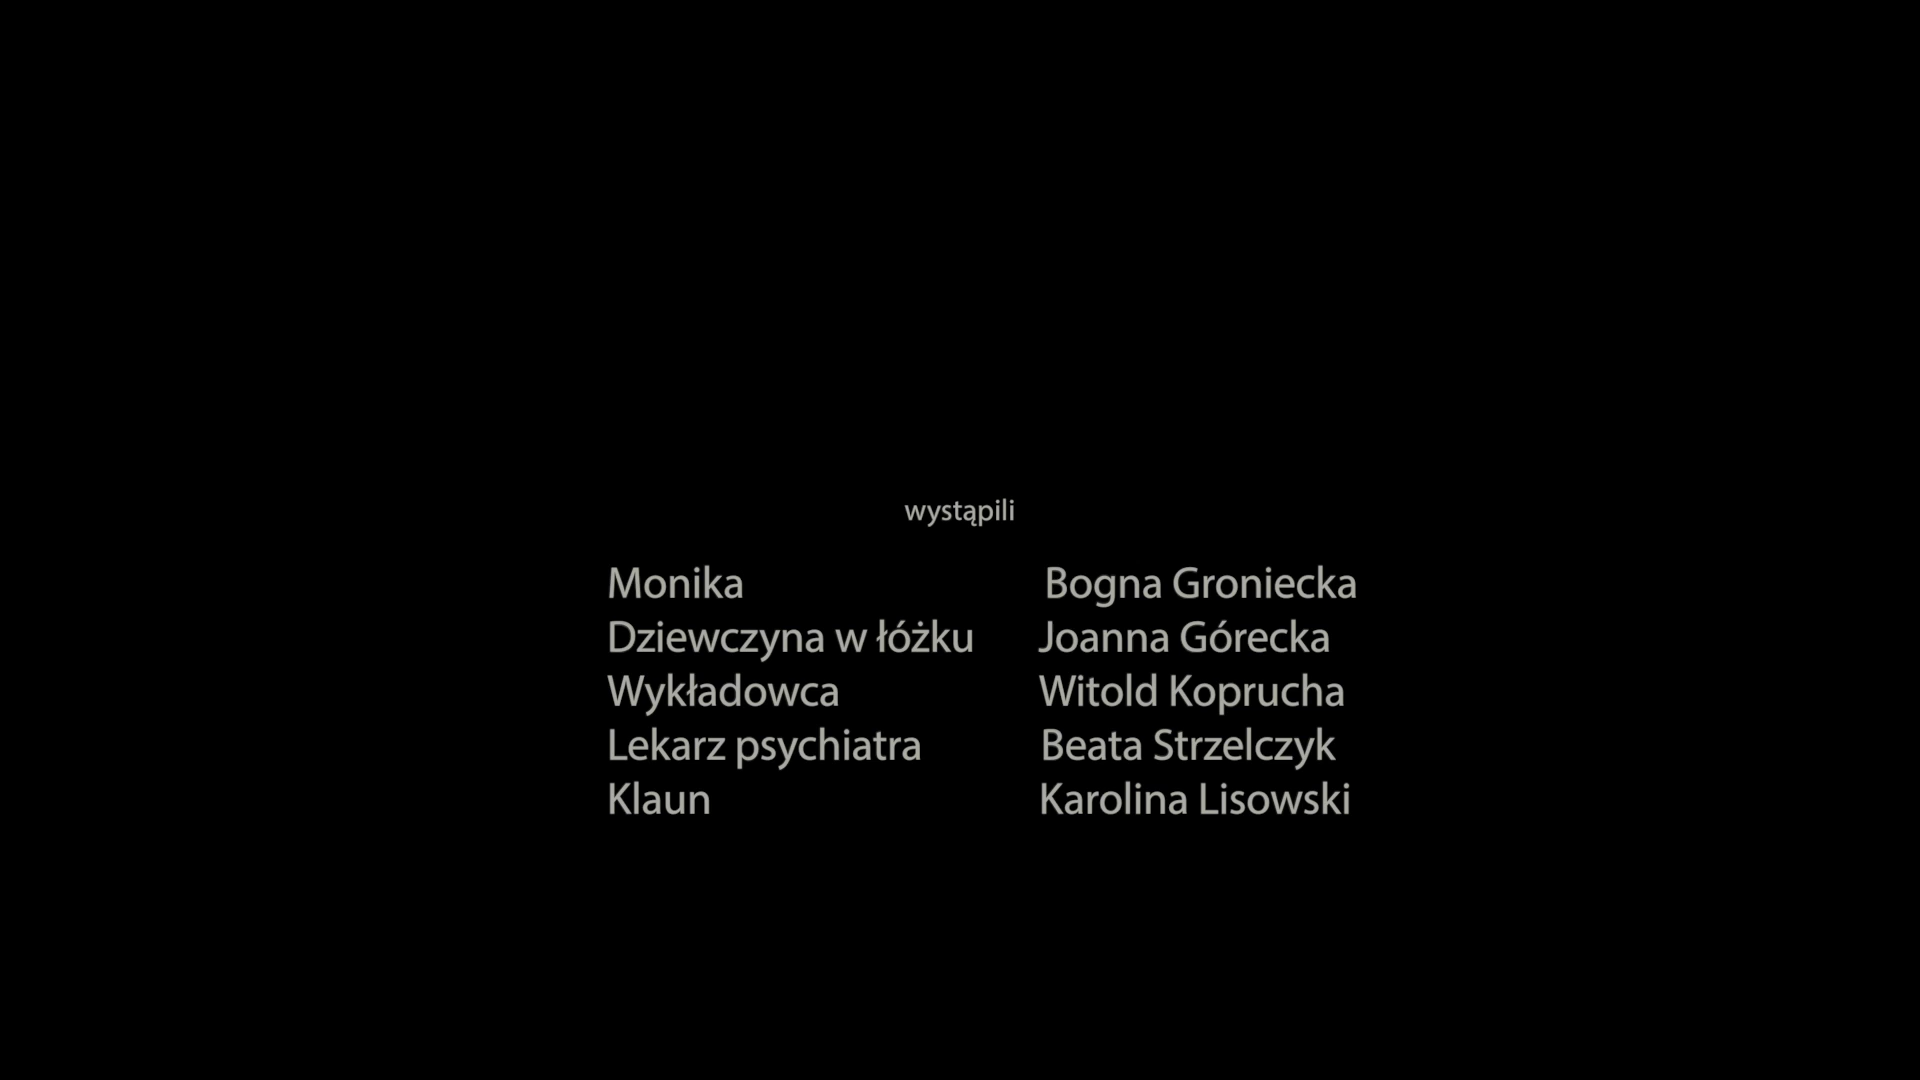 wystąpili
Monika Bogna Groniecka
Dziewczyna w łóżku Joanna Górecka
Wykładowca Witold Koprucha
Lekarz psychiatra Beata Strzelczyk
Klaun Karolina Lisowski